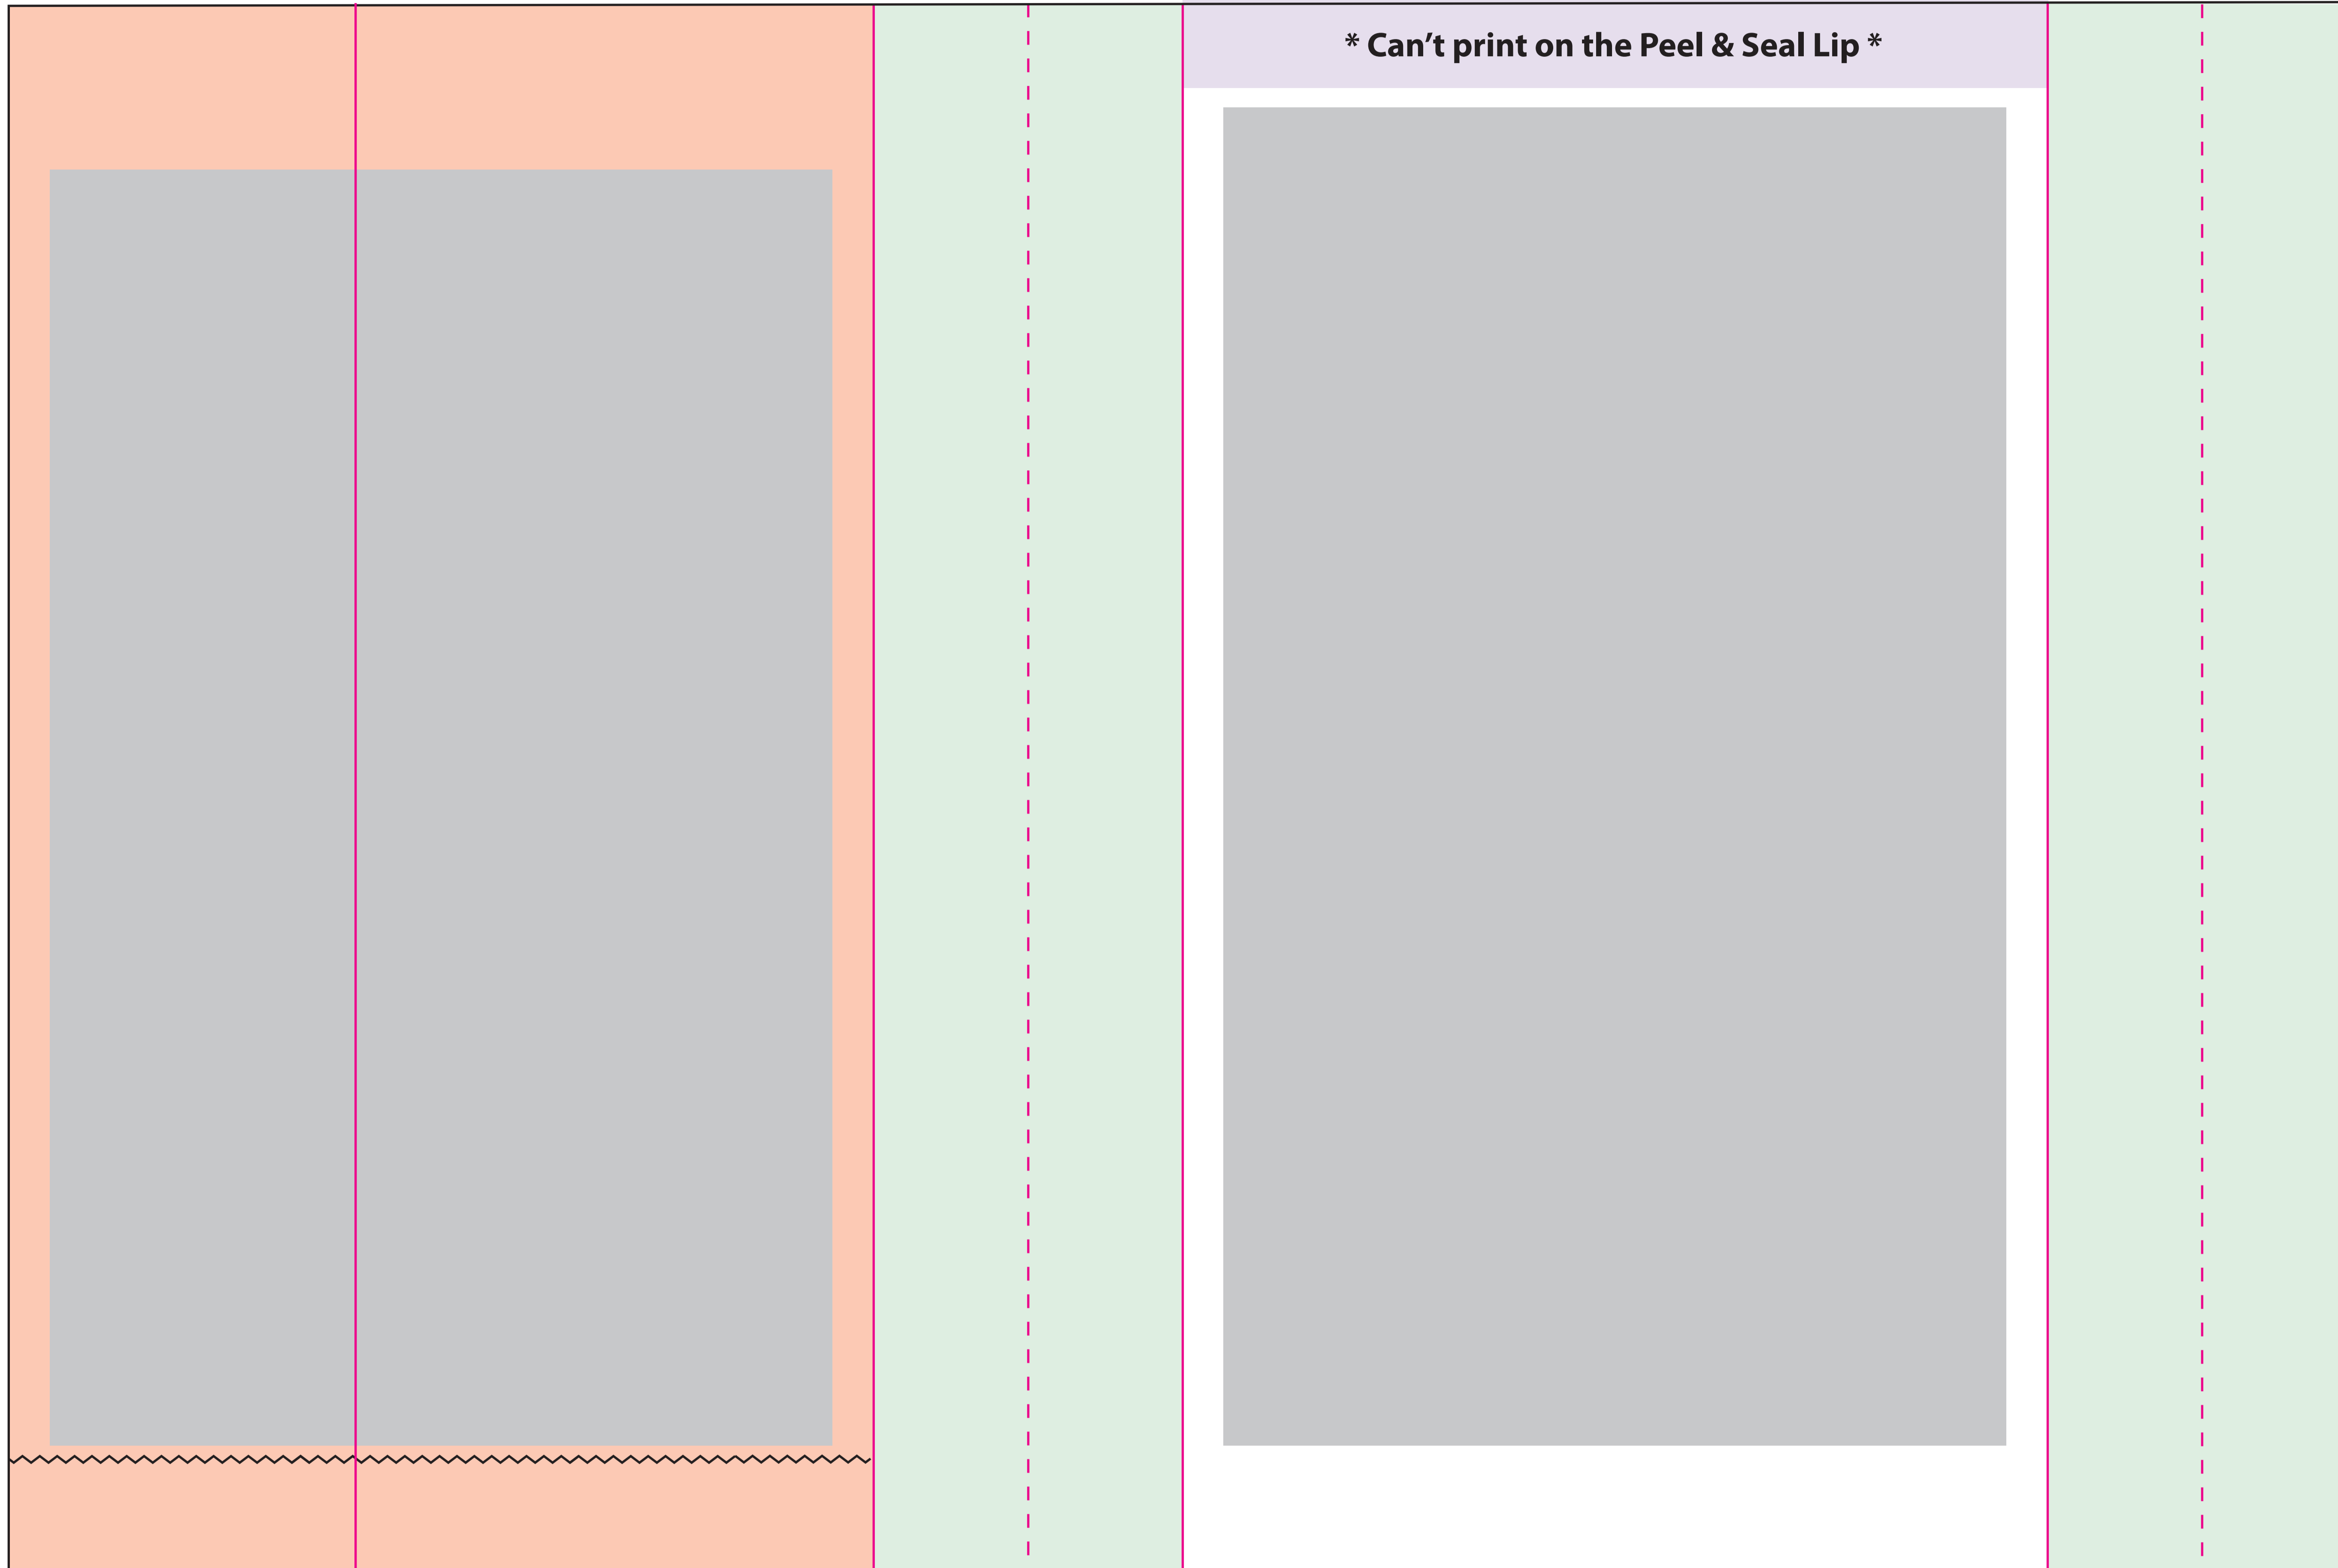 * Can’t print on the Peel & Seal Lip *